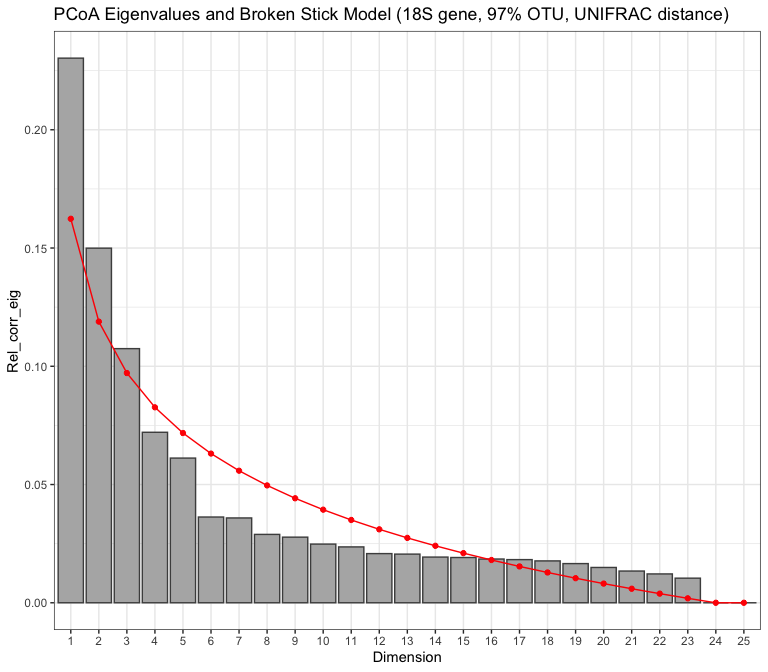 PCoA Eigenvalues and Broken Stick Model (18S gene, 97% OTU, UNIFRAC distance)
Rel_corr_eig
0.20
0.15
0.10
0.05
0.00
1 2 3 4 5 6 7 8 9 10 11 12 13 14 15 16 17 18 19 20 21 22 23 24 25
Dimension